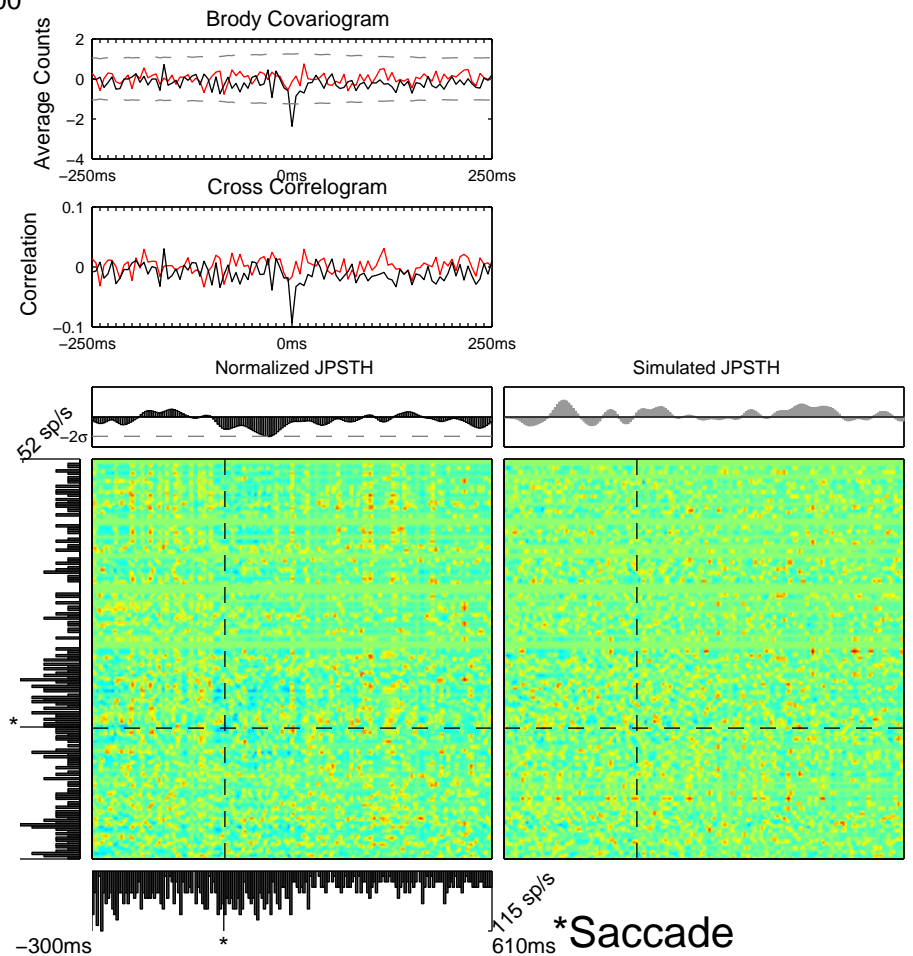 Brody Covariogram
Average Counts
2
0
−2
−4
−250ms
0ms
250ms
Cross Correlogram
Correlation
0.1
0
−0.1
−250ms
0ms
250ms
Normalized JPSTH
Simulated JPSTH
52 sp/s
−2σ
*
115 sp/s
−300ms
*
610ms
*Saccade